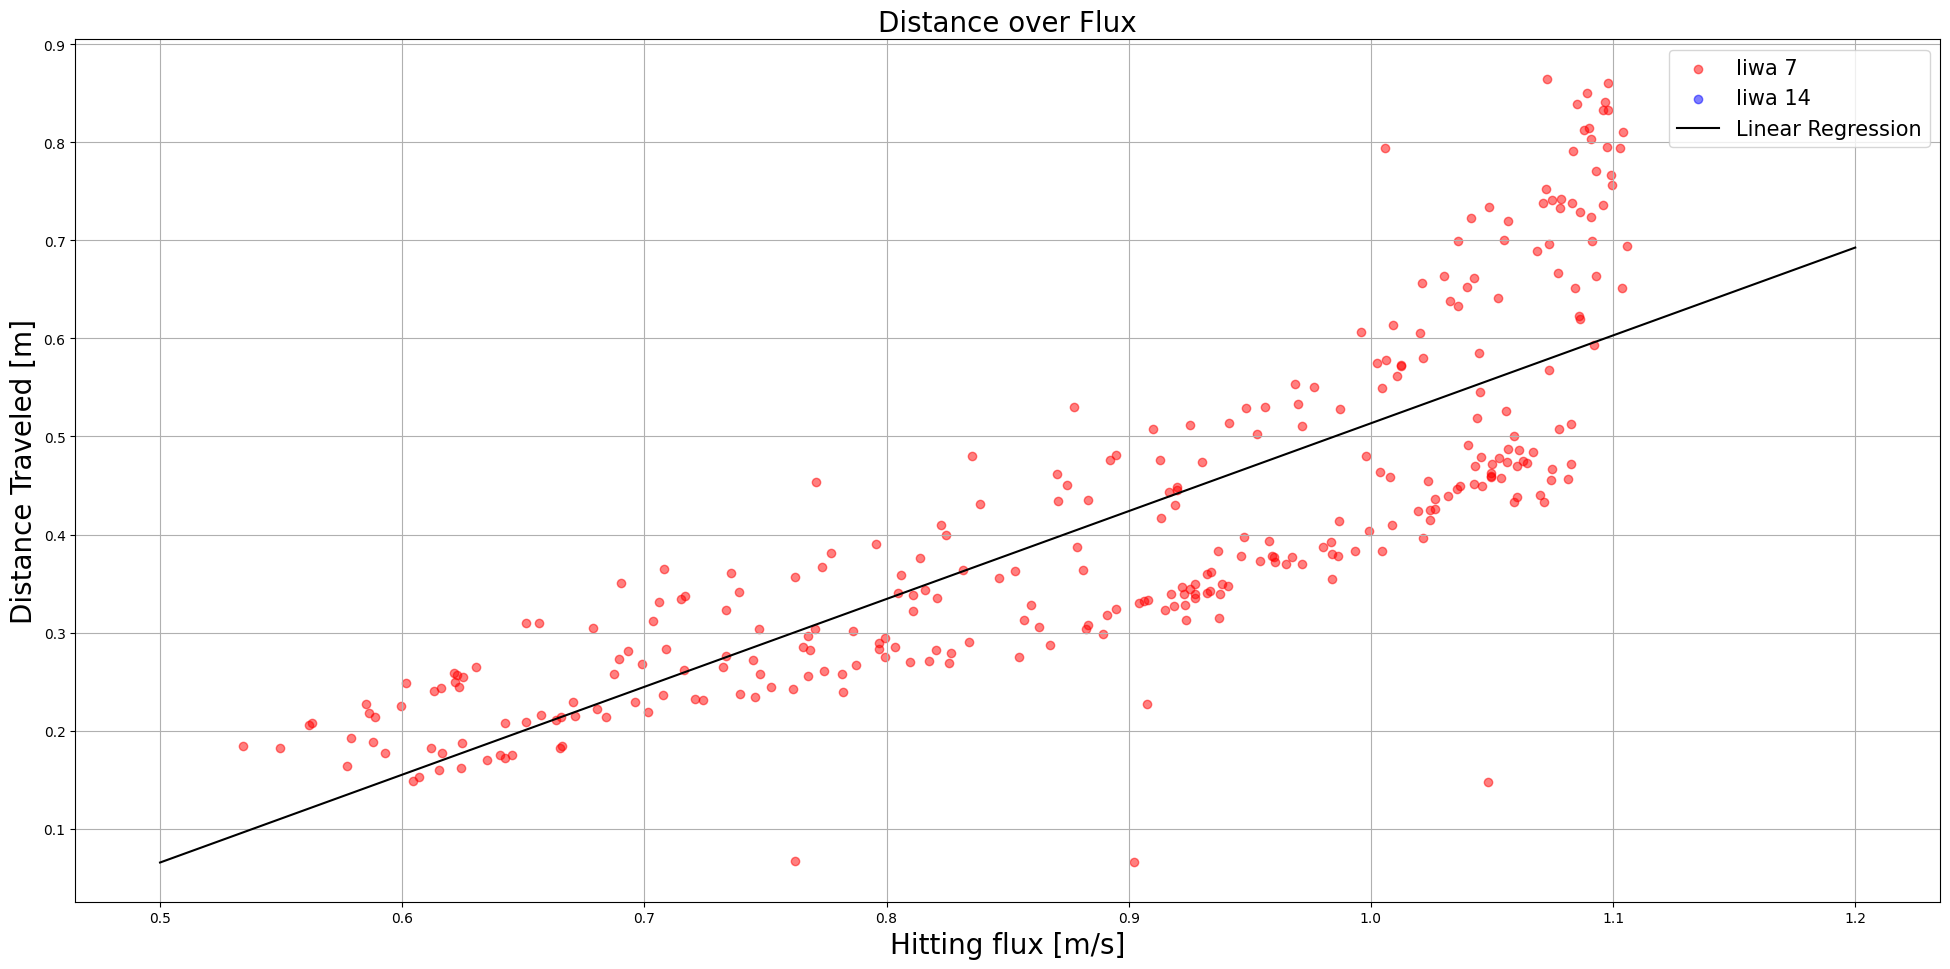 Distance over Flux
Iiwa 7
Iiwa 14
Linear Regression
Distance Traveled [m]
0.9
0.8
0.7
0.6
0.5
0.4
0.3
0.2
0.1
0.5 0.6 0.7 0.8 0.9 1.0 1.1 1.2
Hitting flux [m/s]